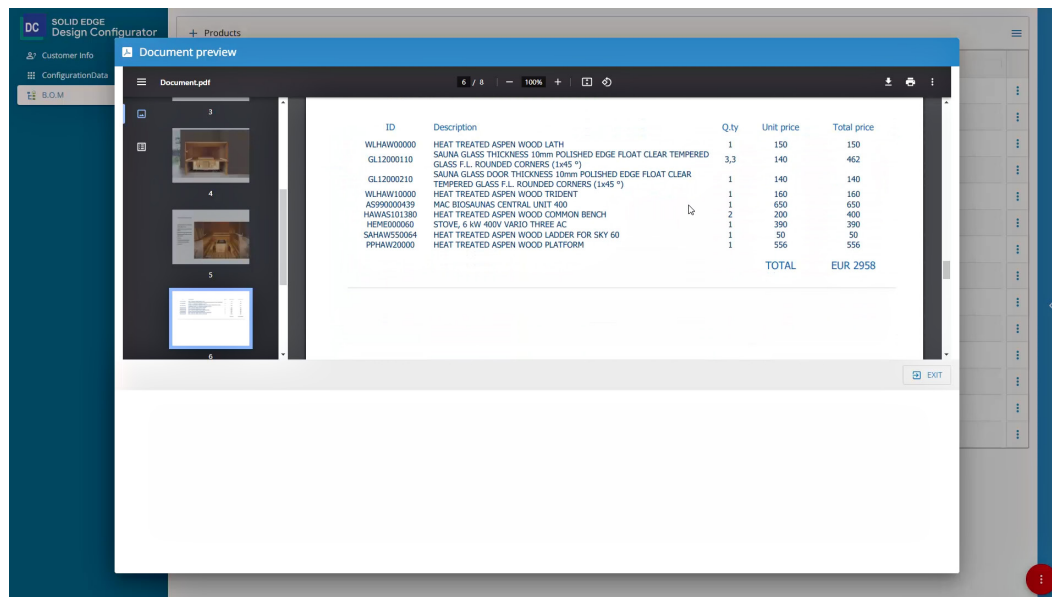 DC SOLID EDGE
Design Configurator
+ Products
Customer Info
ConfigurationData
B.O.M
Document preview
Document.pdf
6 / 8
100%
3
4
5
6
ID Description Q.ty Unit price Total price
WLHAW00000 HEAT TREATED ASPEN WOOD LATH 1 150 150
GL12000110 SAUNA GLASS THICKNESS 10mm POLISHED EDGE FLOAT CLEAR TEMPERED
GLASS F.L. ROUNDED CORNERS (1x45 °) 3,3 140 462
GL12000210 SAUNA GLASS DOOR THICKNESS 10mm POLISHED EDGE FLOAT CLEAR
TEMPERED GLASS F.L. ROUNDED CORNERS (1x45 °) 1 140 140
WLHAW10000 HEAT TREATED ASPEN WOOD TRIDENT 1 160 160
AS990000439 MAC BIOSAUNAS CENTRAL UNIT 400 1 650 650
HAWAS101380 HEAT TREATED ASPEN WOOD COMMON BENCH 2 200 400
HEME000060 STOVE, 6 kW 400V VARIO THREE AC 1 390 390
SAHAW550064 HEAT TREATED ASPEN WOOD LADDER FOR SKY 60 1 50 50
PPHAW20000 HEAT TREATED ASPEN WOOD PLATFORM 1 556 556
TOTAL EUR 2958
EXIT